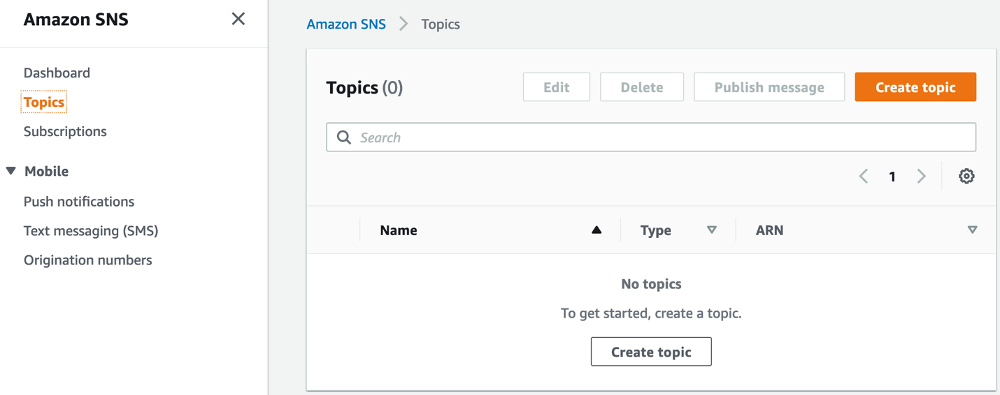 Amazon SNS
Dashboard
Topics
Subscriptions
Mobile
Push notifications
Text messaging (SMS)
Origination numbers
Amazon SNS Topics
Topics (0) Edit Delete Publish message Create topic
Search
1
Name Type ARN
No topics
To get started, create a topic.
Create topic